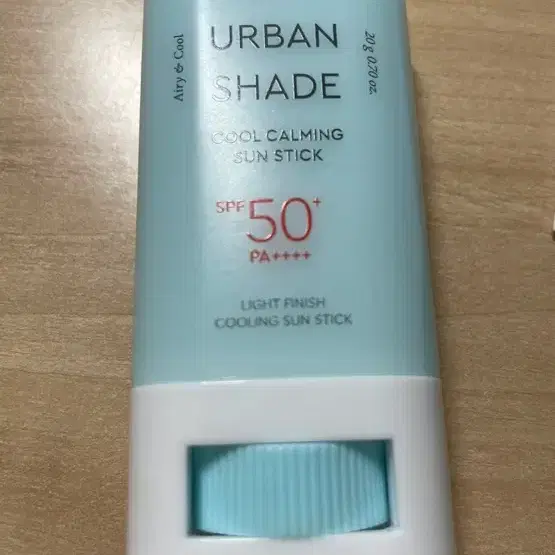 URBAN
SHADE
Airy & Cool
20 g 0.70 oz.
COOL CALMING
SUN STICK
SPF 50+
PA++++
LIGHT FINISH
COOLING SUN STICK